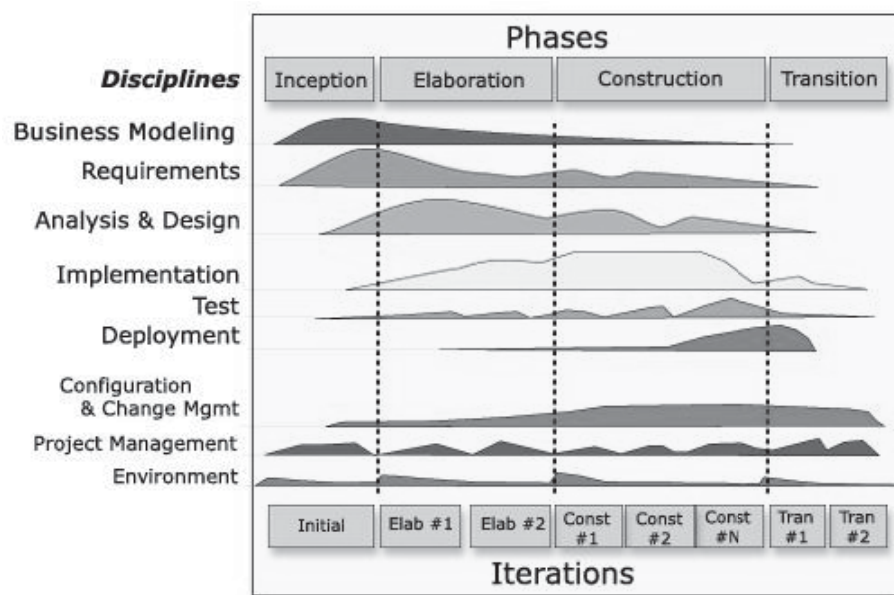 Phases
Disciplines Inception Elaboration Construction Transition
Business Modeling
Requirements
Analysis & Design
Implementation
Test
Deployment
Configuration
& Change Mgmt
Project Management
Environment
Initial Elab #1 Elab #2 Const #1 Const #2 Const #N Tran #1 Tran #2
Iterations